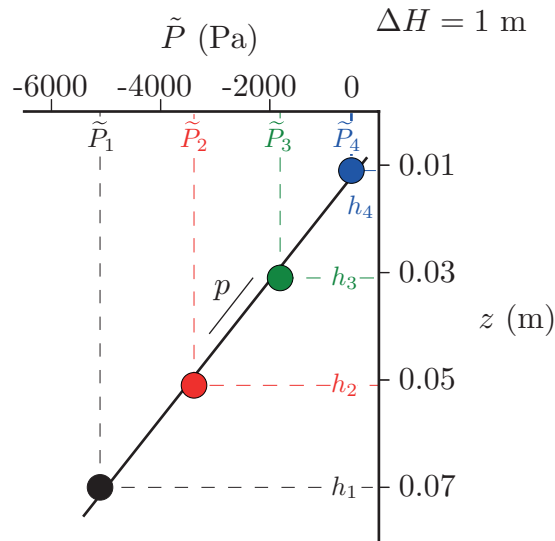 P̃ (Pa)
ΔH = 1 m
-6000 -4000 -2000 0
P̃₁ P̃₂ P̃₃ P̃₄
0.01
h₄
0.03
h₃
p
z (m)
0.05
h₂
0.07
h₁